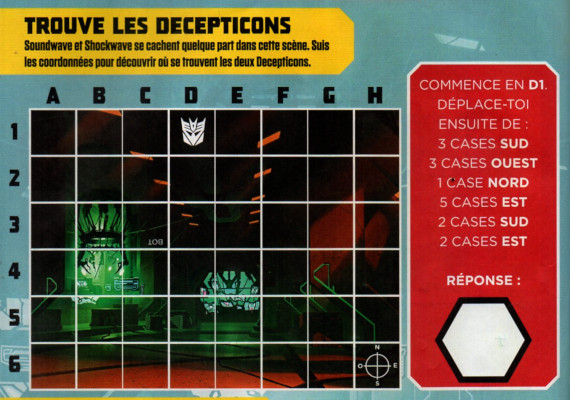 TROUVE LES DECEPTICONS
Soundwave et Shockwave se cachent quelque part dans cette scène. Suis
les coordonnées pour découvrir où se trouvent les deux Decepticons.
A B C D E F G H
1
2
3
4
5
6
BOT
N
O E
S
COMMENCE EN D1.
DÉPLACE-TOI
ENSUITE DE :
3 CASES SUD
3 CASES OUEST
1 CASE NORD
5 CASES EST
2 CASES SUD
2 CASES EST
RÉPONSE :